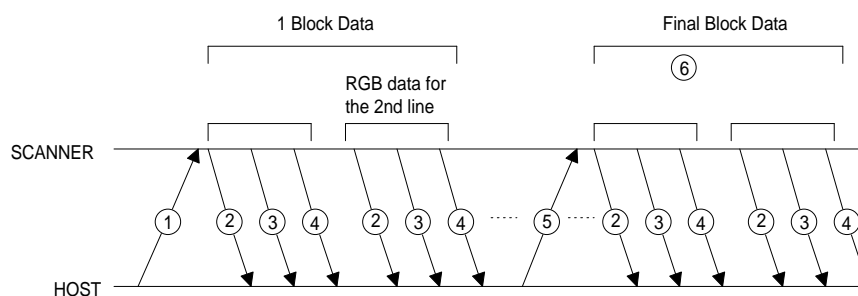 1 Block Data
Final Block Data
6
RGB data for
the 2nd line
SCANNER
1 2 3 4 2 3 4 5 2 3 4 2 3 4
HOST